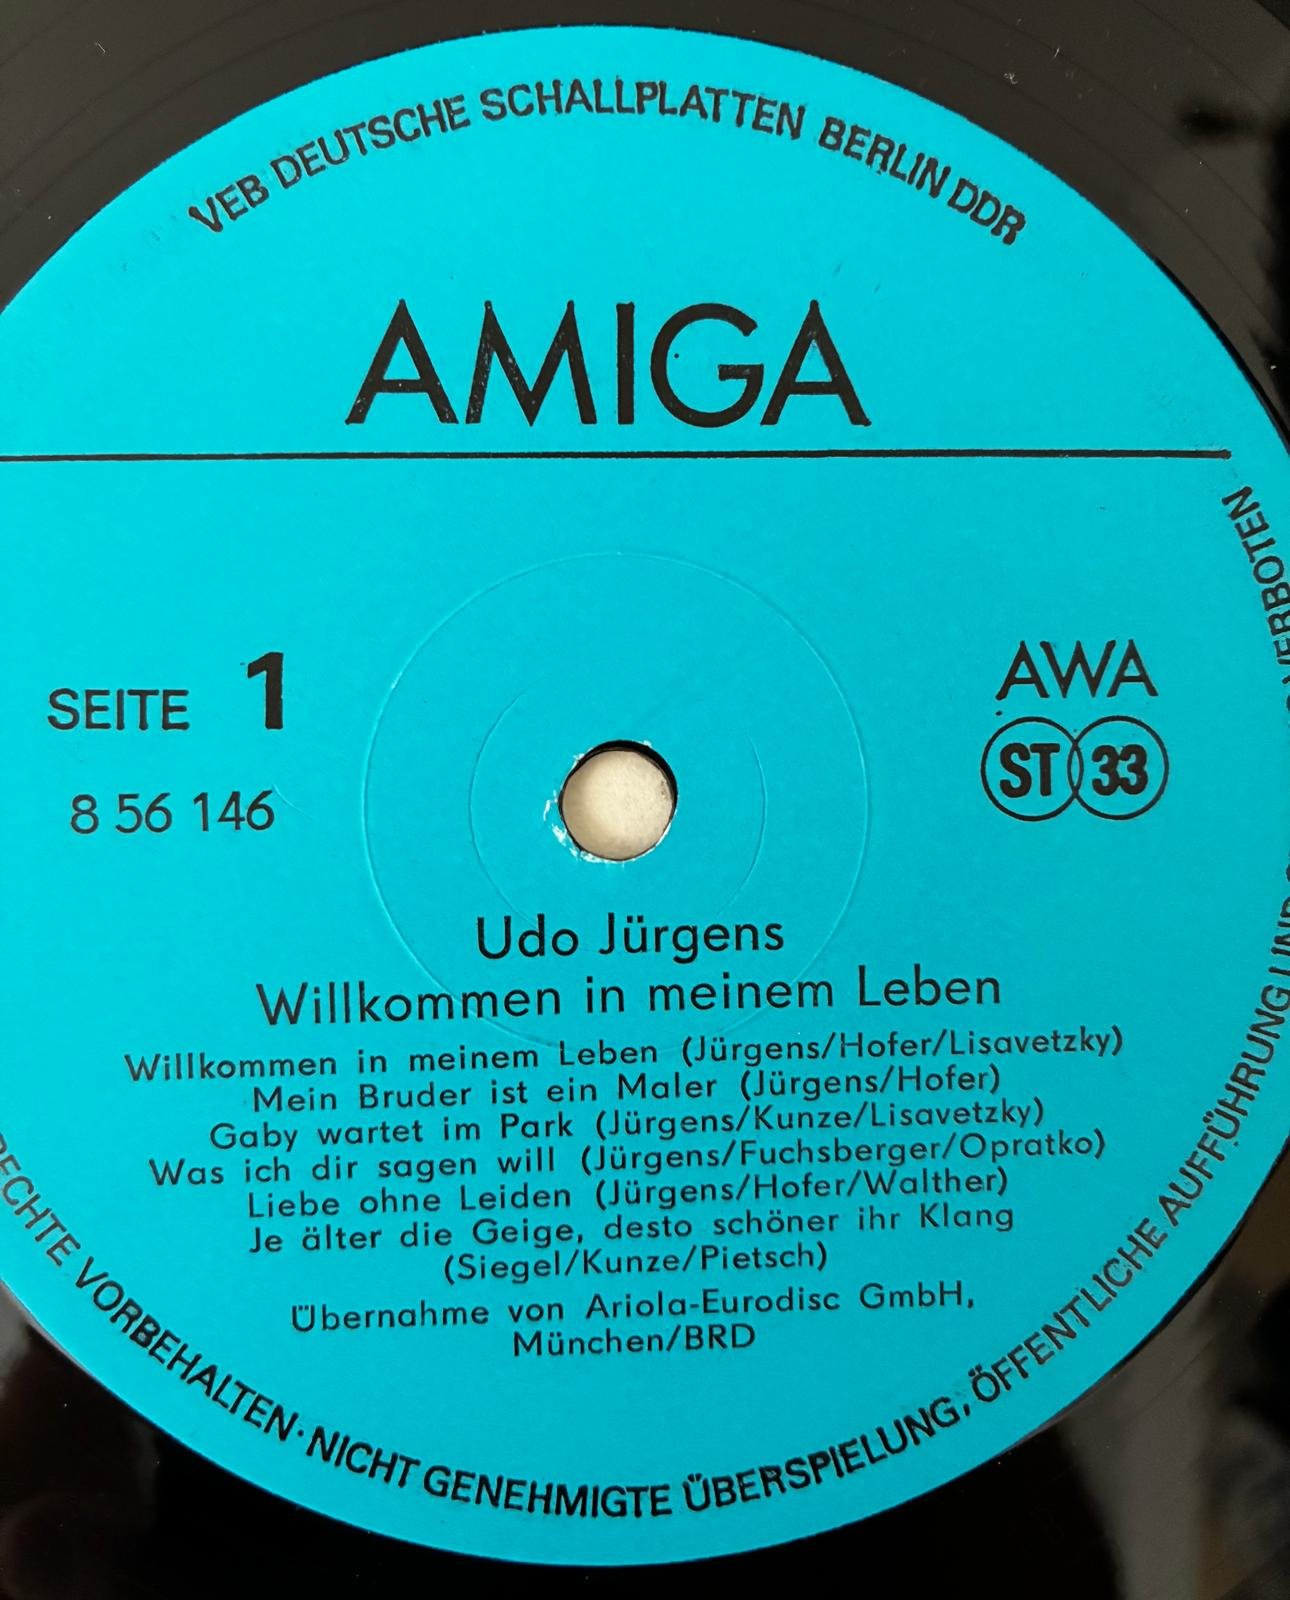 VEB DEUTSCHE SCHALLPLATTEN BERLIN DDR
AMIGA
SEITE 1
8 56 146
AWA
ST 33
Udo Jürgens
Willkommen in meinem Leben
Willkommen in meinem Leben (Jürgens/Hofer/Lisavetzky)
Mein Bruder ist ein Maler (Jürgens/Hofer)
Gaby wartet im Park (Jürgens/Kunze/Lisavetzky)
Was ich dir sagen will (Jürgens/Fuchsberger/Opratko)
Liebe ohne Leiden (Jürgens/Hofer/Walther)
Je älter die Geige, desto schöner ihr Klang
(Siegel/Kunze/Pietsch)
Übernahme von Ariola-Eurodisc GmbH,
München/BRD
RECHTE VORBEHALTEN · NICHT GENEHMIGTE ÜBERSPIELUNG, ÖFFENTLICHE AUFFÜHRUNG UND VERBOTEN